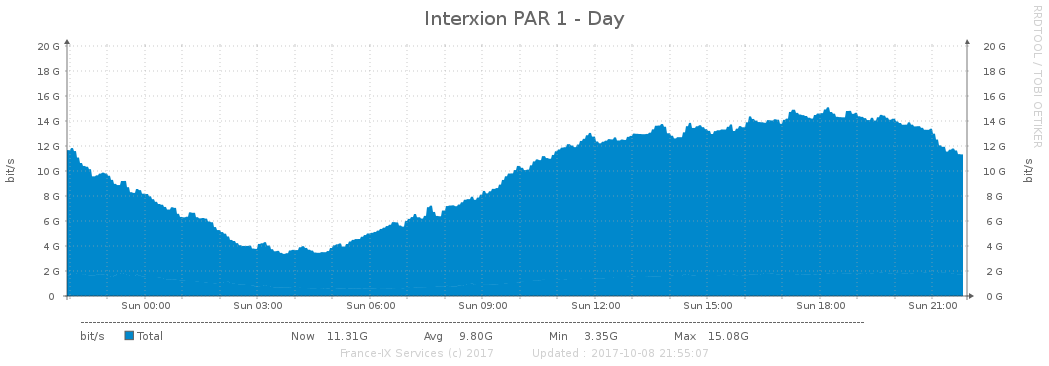 Interxion PAR 1 - Day
RRDTOOL / TOBI OETIKER
20 G 20 G
18 G 18 G
16 G 16 G
14 G 14 G
12 G 12 G
10 G 10 G
8 G 8 G
6 G 6 G
4 G 4 G
2 G 2 G
0 0 G
bit/s bit/s
Sun 00:00 Sun 03:00 Sun 06:00 Sun 09:00 Sun 12:00 Sun 15:00 Sun 18:00 Sun 21:00
bit/s Total Now 11.31G Avg 9.80G Min 3.35G Max 15.08G
France-IX Services (c) 2017 Updated : 2017-10-08 21:55:07